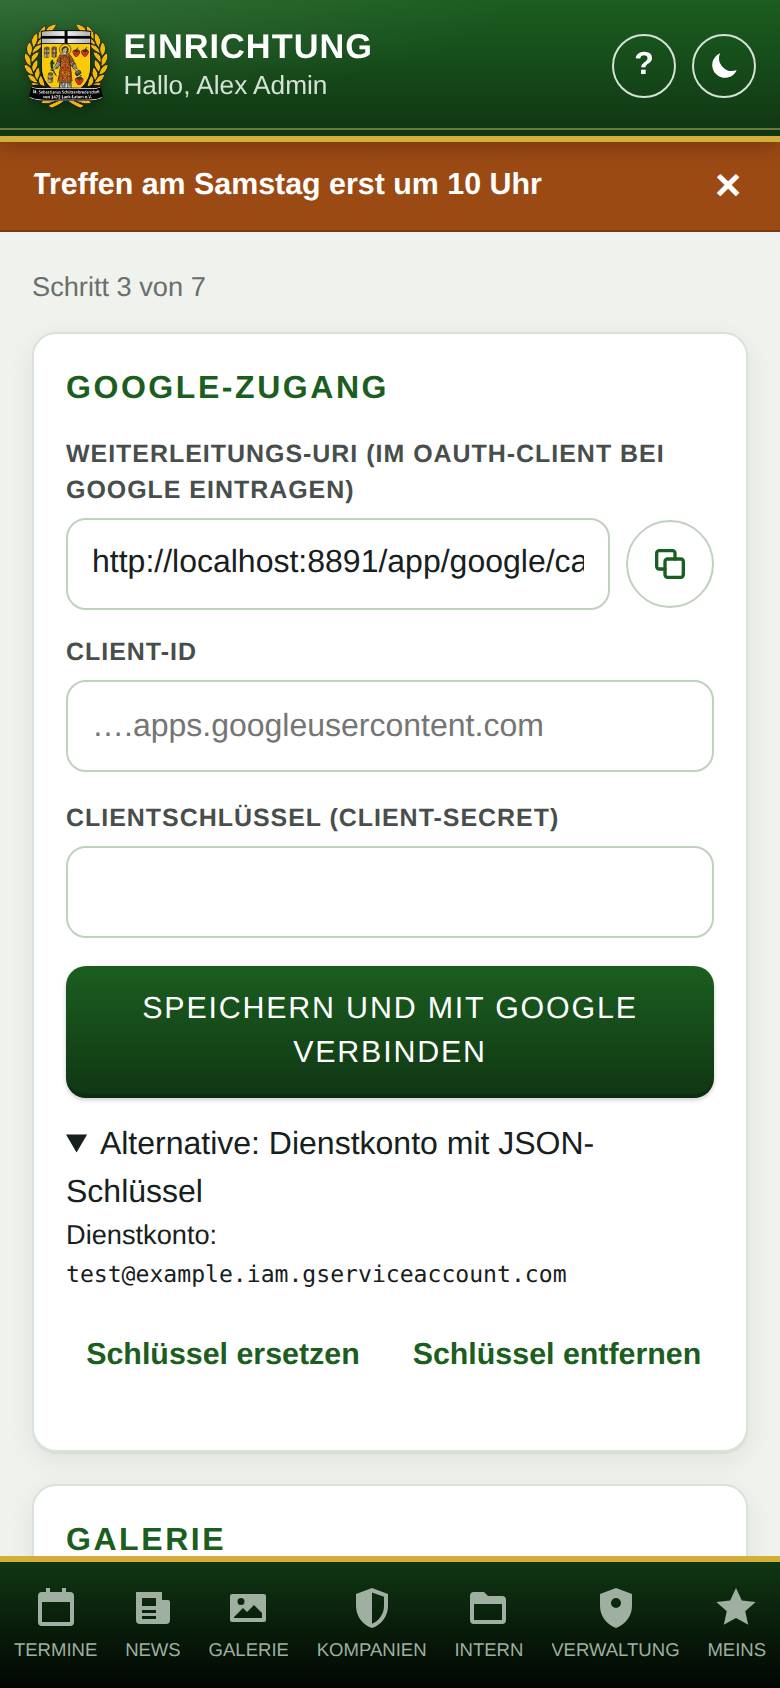 St. Sebastianus Schützenbruderschaft
EINRICHTUNG
Hallo, Alex Admin
?
Treffen am Samstag erst um 10 Uhr
×
Schritt 3 von 7
GOOGLE-ZUGANG
WEITERLEITUNGS-URI (IM OAUTH-CLIENT BEI
GOOGLE EINTRAGEN)
http://localhost:8891/app/google/ca
CLIENT-ID
….apps.googleusercontent.com
CLIENTSCHLÜSSEL (CLIENT-SECRET)
SPEICHERN UND MIT GOOGLE
VERBINDEN
▼ Alternative: Dienstkonto mit JSON-
Schlüssel
Dienstkonto:
test@example.iam.gserviceaccount.com
Schlüssel ersetzen Schlüssel entfernen
GALERIE
TERMINE NEWS GALERIE KOMPANIEN INTERN VERWALTUNG MEINS